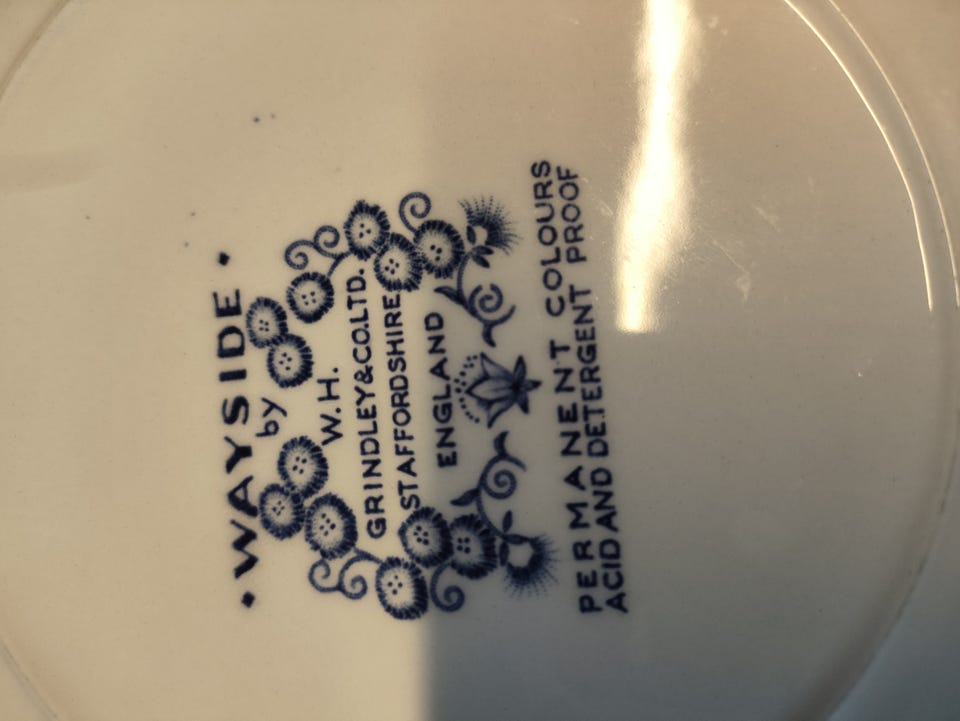 • WAYSIDE •
by
W.H.
GRINDLEY & CO. LTD.
STAFFORDSHIRE
ENGLAND
PERMANENT COLOURS
ACID AND DETERGENT PROOF